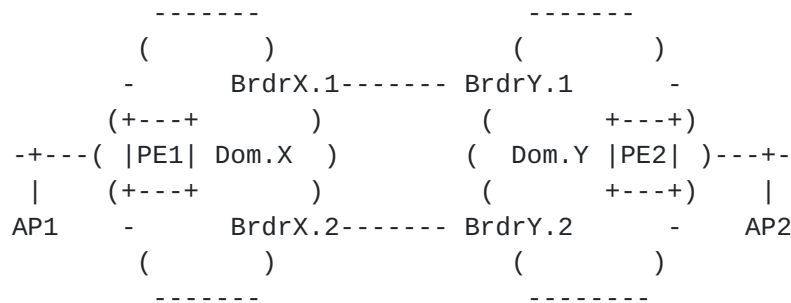 -------                    -------
(       )                  (       )
-      BrdrX.1------- BrdrY.1      -
(+---+        )          (        +---+)
-+---( |PE1| Dom.X  )         (  Dom.Y |PE2| )---+-
|    (+---+        )          (        +---+)    |
AP1    -      BrdrX.2------- BrdrY.2      -    AP2
(       )                  (       )
-------                    --------